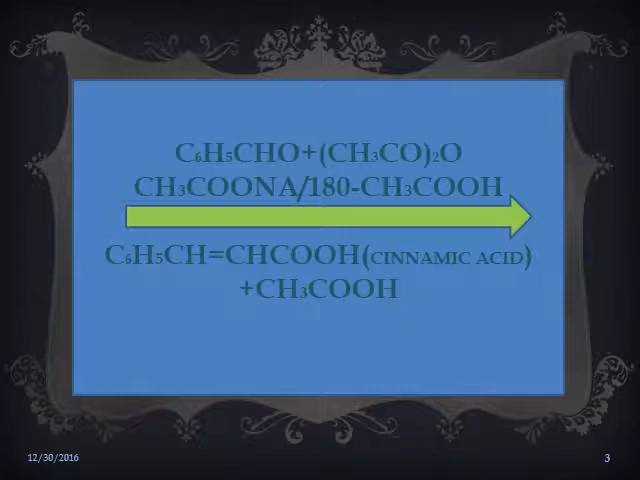 C₆H₅CHO+(CH₃CO)₂O
CH₃COONA/180-CH₃COOH
C₆H₅CH=CHCOOH(CINNAMIC ACID)
+CH₃COOH
12/30/2016
3